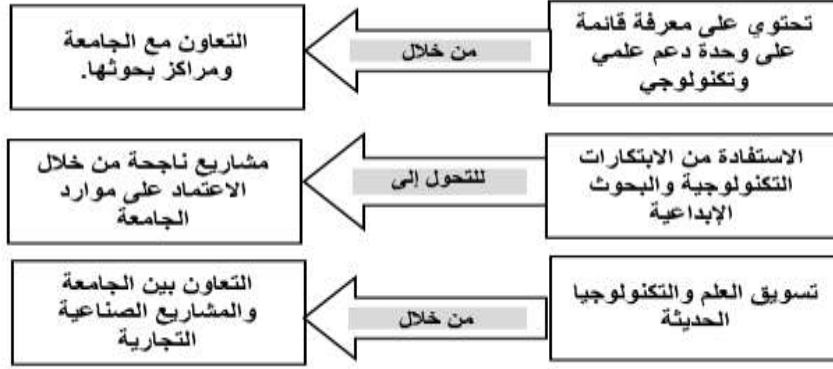 تحتوي على معرفة قائمة
على وحدة دعم علمي
وتكنولوجي
من خلال
التعاون مع الجامعة
ومراكز بحوثها.
الاستفادة من الابتكارات
التكنولوجية والبحوث
الإبداعية
للتحول إلى
مشاريع ناجحة من خلال
الاعتماد على موارد
الجامعة
تسويق العلم والتكنولوجيا
الحديثة
من خلال
التعاون بين الجامعة
والمشاريع الصناعية
التجارية